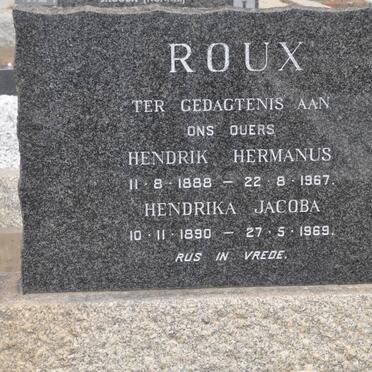 ROUX
TER GEDAGTENIS AAN
ONS OUERS
HENDRIK HERMANUS
11·8·1888 — 22·8·1967.
HENDRIKA JACOBA
10·11·1890 — 27·5·1969.
RUS IN VREDE.